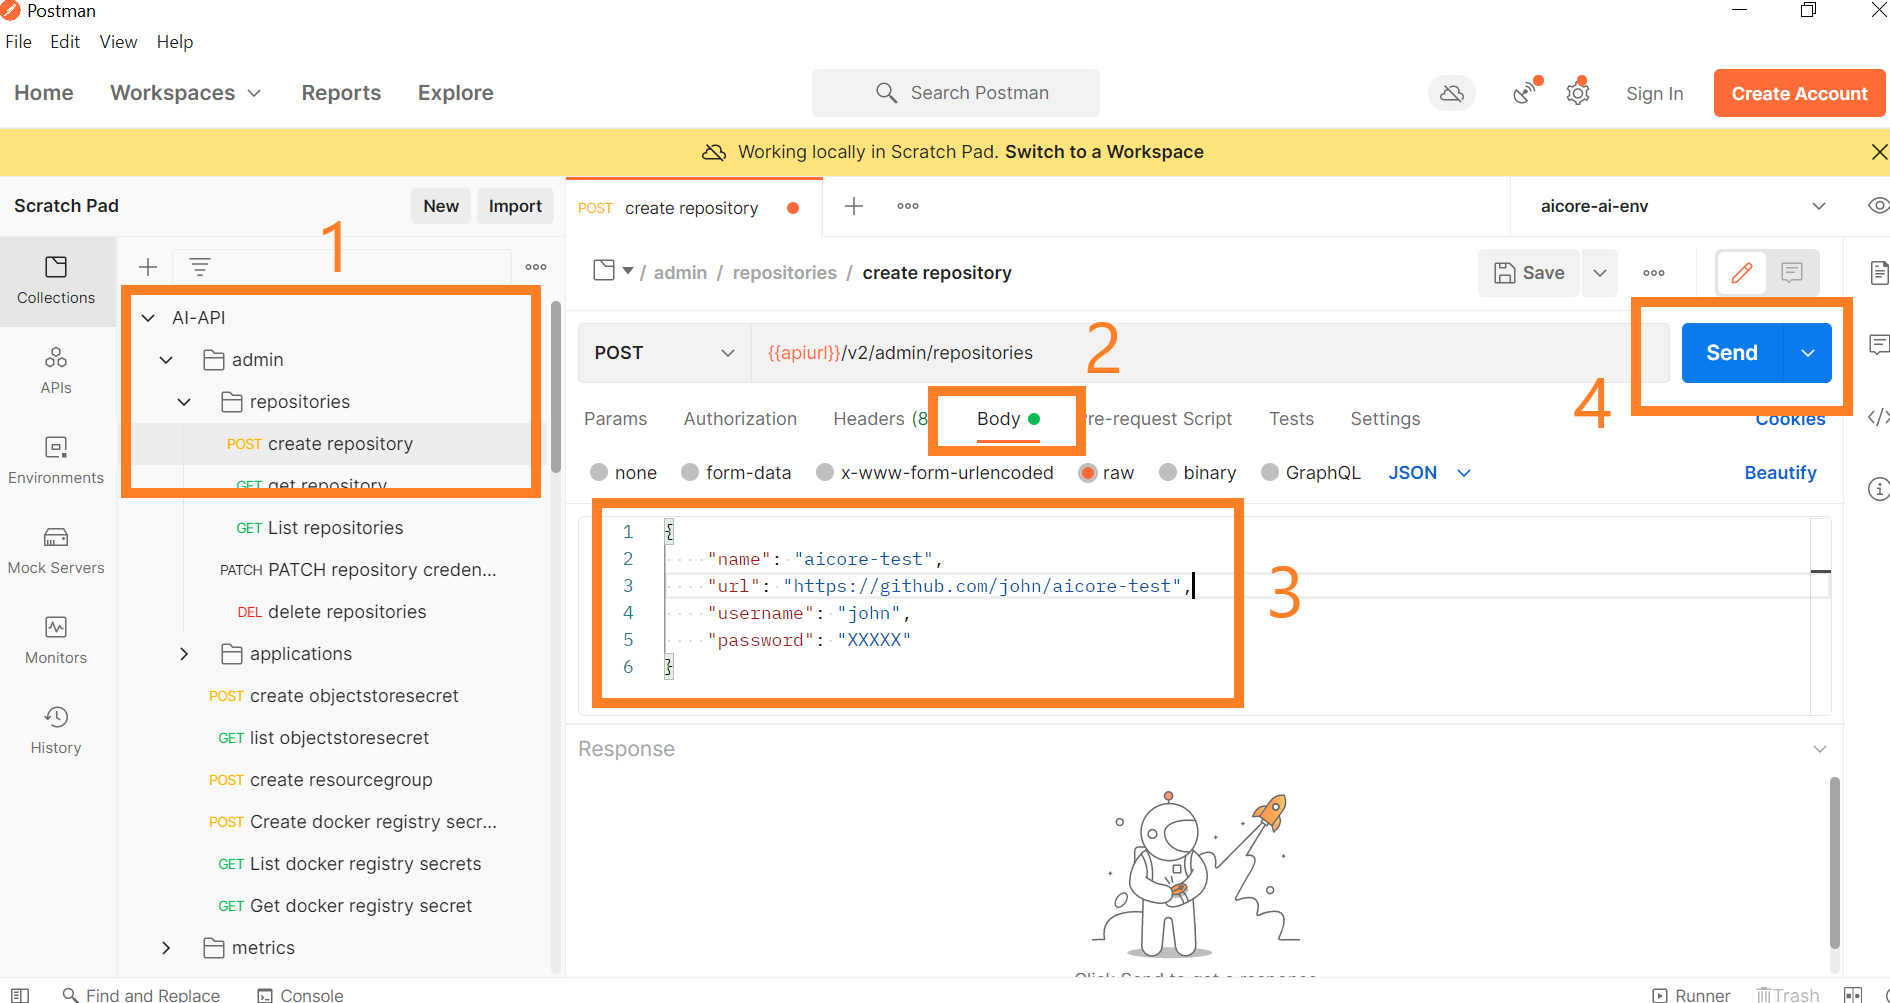 Postman
File Edit View Help
Home Workspaces Reports Explore Search Postman Sign In Create Account
Working locally in Scratch Pad. Switch to a Workspace
Scratch Pad New Import
POST create repository
aicore-ai-env
1
Collections
APIs
Environments
Mock Servers
Monitors
History
AI-API
admin
repositories
POST create repository
GET get repository
GET List repositories
PATCH PATCH repository creden...
DEL delete repositories
applications
POST create objectstoresecret
GET list objectstoresecret
POST create resourcegroup
POST Create docker registry secr...
GET List docker registry secrets
GET Get docker registry secret
metrics
/ admin / repositories / create repository
Save
POST {{apiurl}}/v2/admin/repositories
2
Send
4
Params Authorization Headers (8 Body re-request Script Tests Settings Cookies
none form-data x-www-form-urlencoded raw binary GraphQL JSON Beautify
1 {
2 "name": "aicore-test",
3 "url": "https://github.com/john/aicore-test",
4 "username": "john",
5 "password": "XXXXX"
6 }
3
Response
Click Send to get a response
Find and Replace Console Runner Trash